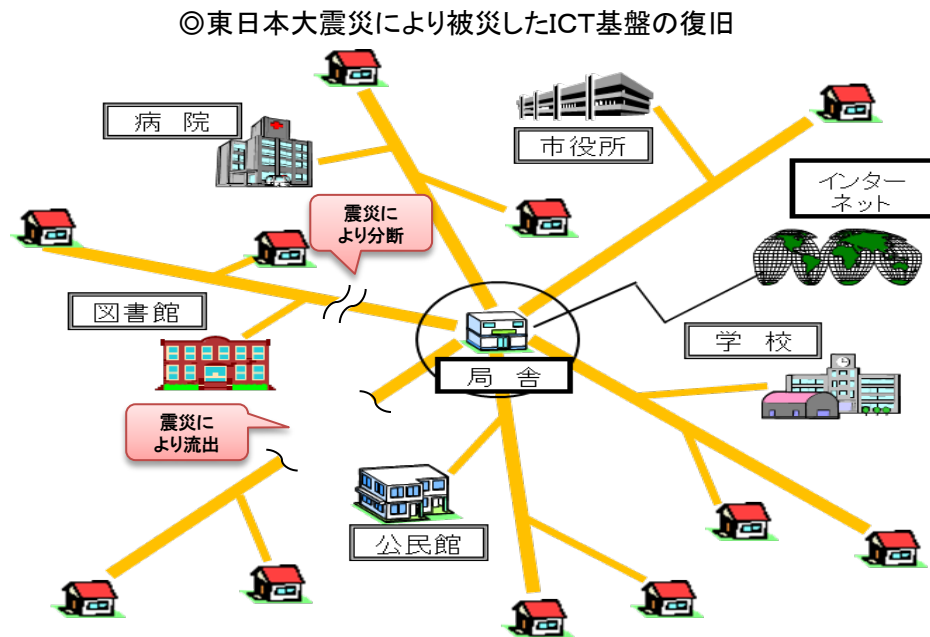 ◎東日本大震災により被災したICT基盤の復旧
病院
市役所
インター
ネット
震災に
より分断
図書館
学校
局舎
震災に
より流出
公民館